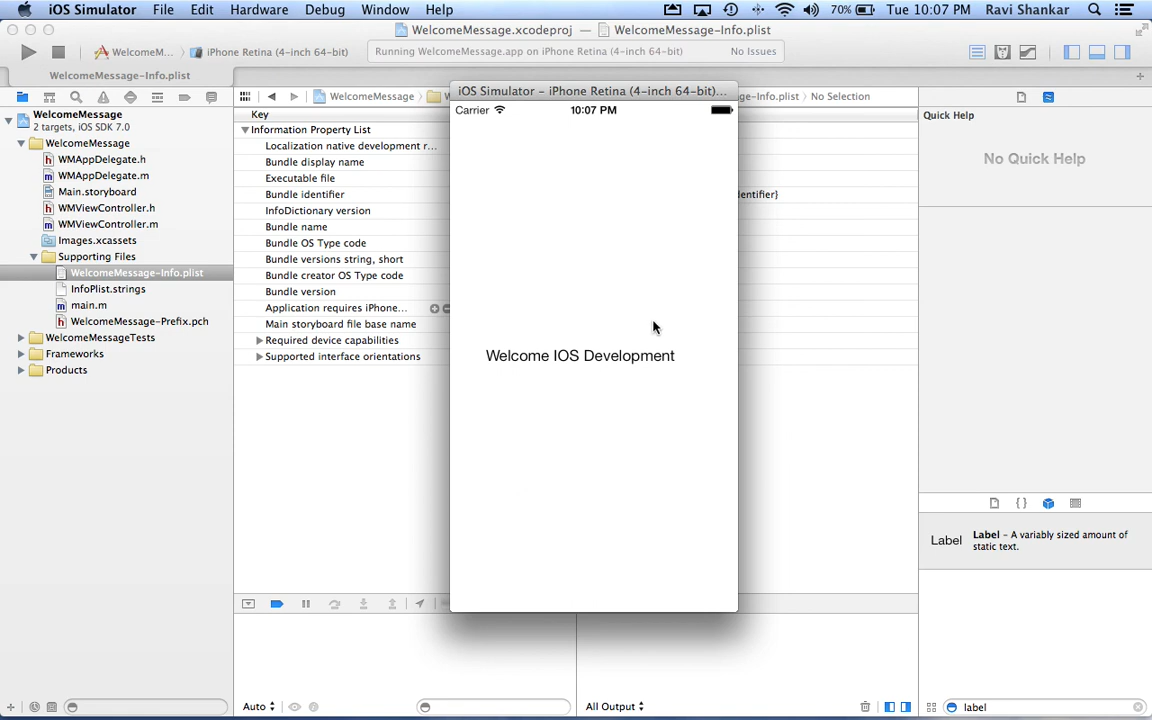 iOS Simulator File Edit Hardware Debug Window Help 70% Tue 10:07 PM Ravi Shankar
WelcomeMessage.xcodeproj — WelcomeMessage-Info.plist
WelcomeM... iPhone Retina (4-inch 64-bit) Running WelcomeMessage.app on iPhone Retina (4-inch 64-bit) No Issues
WelcomeMessage-Info.plist
WelcomeMessage
2 targets, iOS SDK 7.0
WelcomeMessage
WMAppDelegate.h
WMAppDelegate.m
Main.storyboard
WMViewController.h
WMViewController.m
Images.xcassets
Supporting Files
WelcomeMessage-Info.plist
InfoPlist.strings
main.m
WelcomeMessage-Prefix.pch
WelcomeMessageTests
Frameworks
Products
WelcomeMessage ge-Info.plist No Selection
Key
Information Property List
Localization native development r...
Bundle display name
Executable file
Bundle identifier
entifier}
InfoDictionary version
Bundle name
Bundle OS Type code
Bundle versions string, short
Bundle creator OS Type code
Bundle version
Application requires iPhone...
Main storyboard file base name
Required device capabilities
Supported interface orientations
iOS Simulator – iPhone Retina (4-inch 64-bit)...
Carrier 10:07 PM
Welcome IOS Development
Quick Help
No Quick Help
Label
Label – A variably sized amount of
static text.
Auto
All Output
label